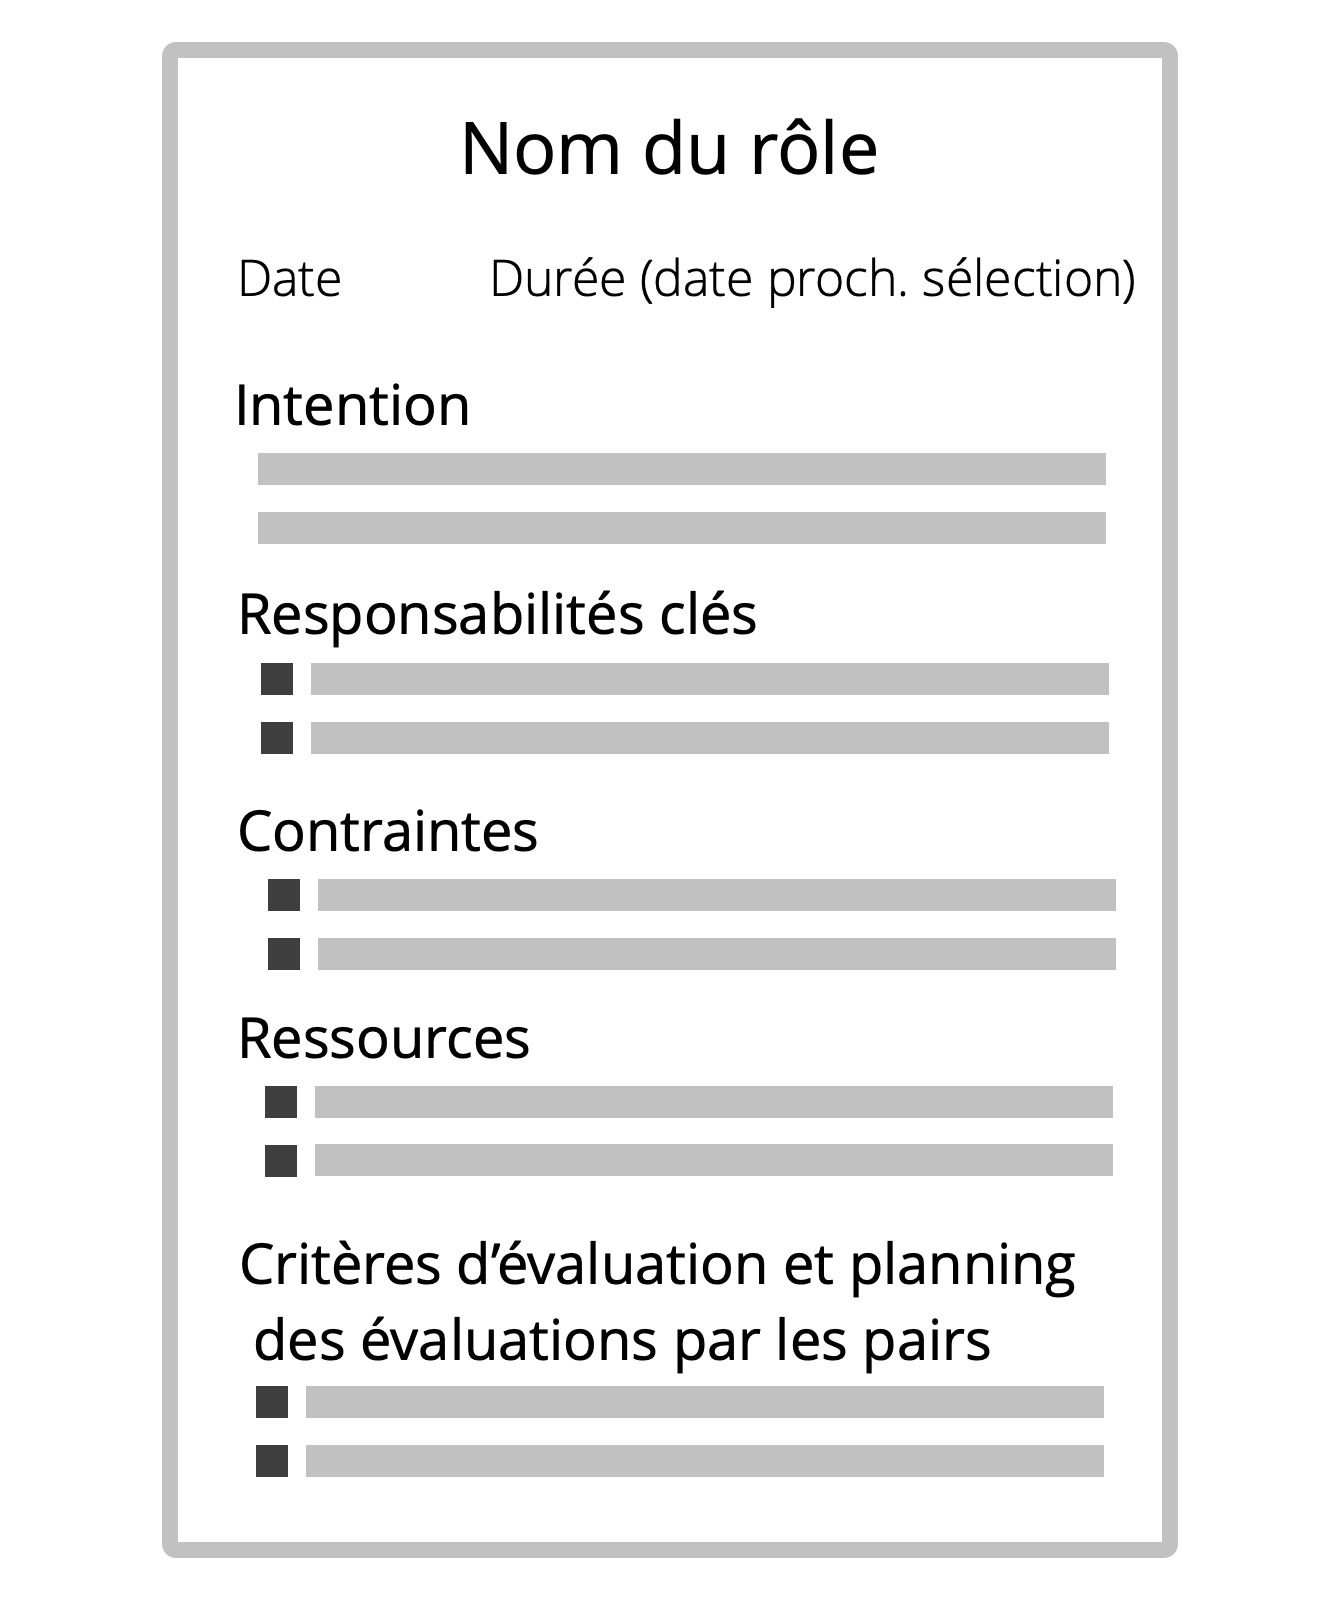 Nom du rôle
Date Durée (date proch. sélection)
Intention
Responsabilités clés
Contraintes
Ressources
Critères d’évaluation et planning
des évaluations par les pairs